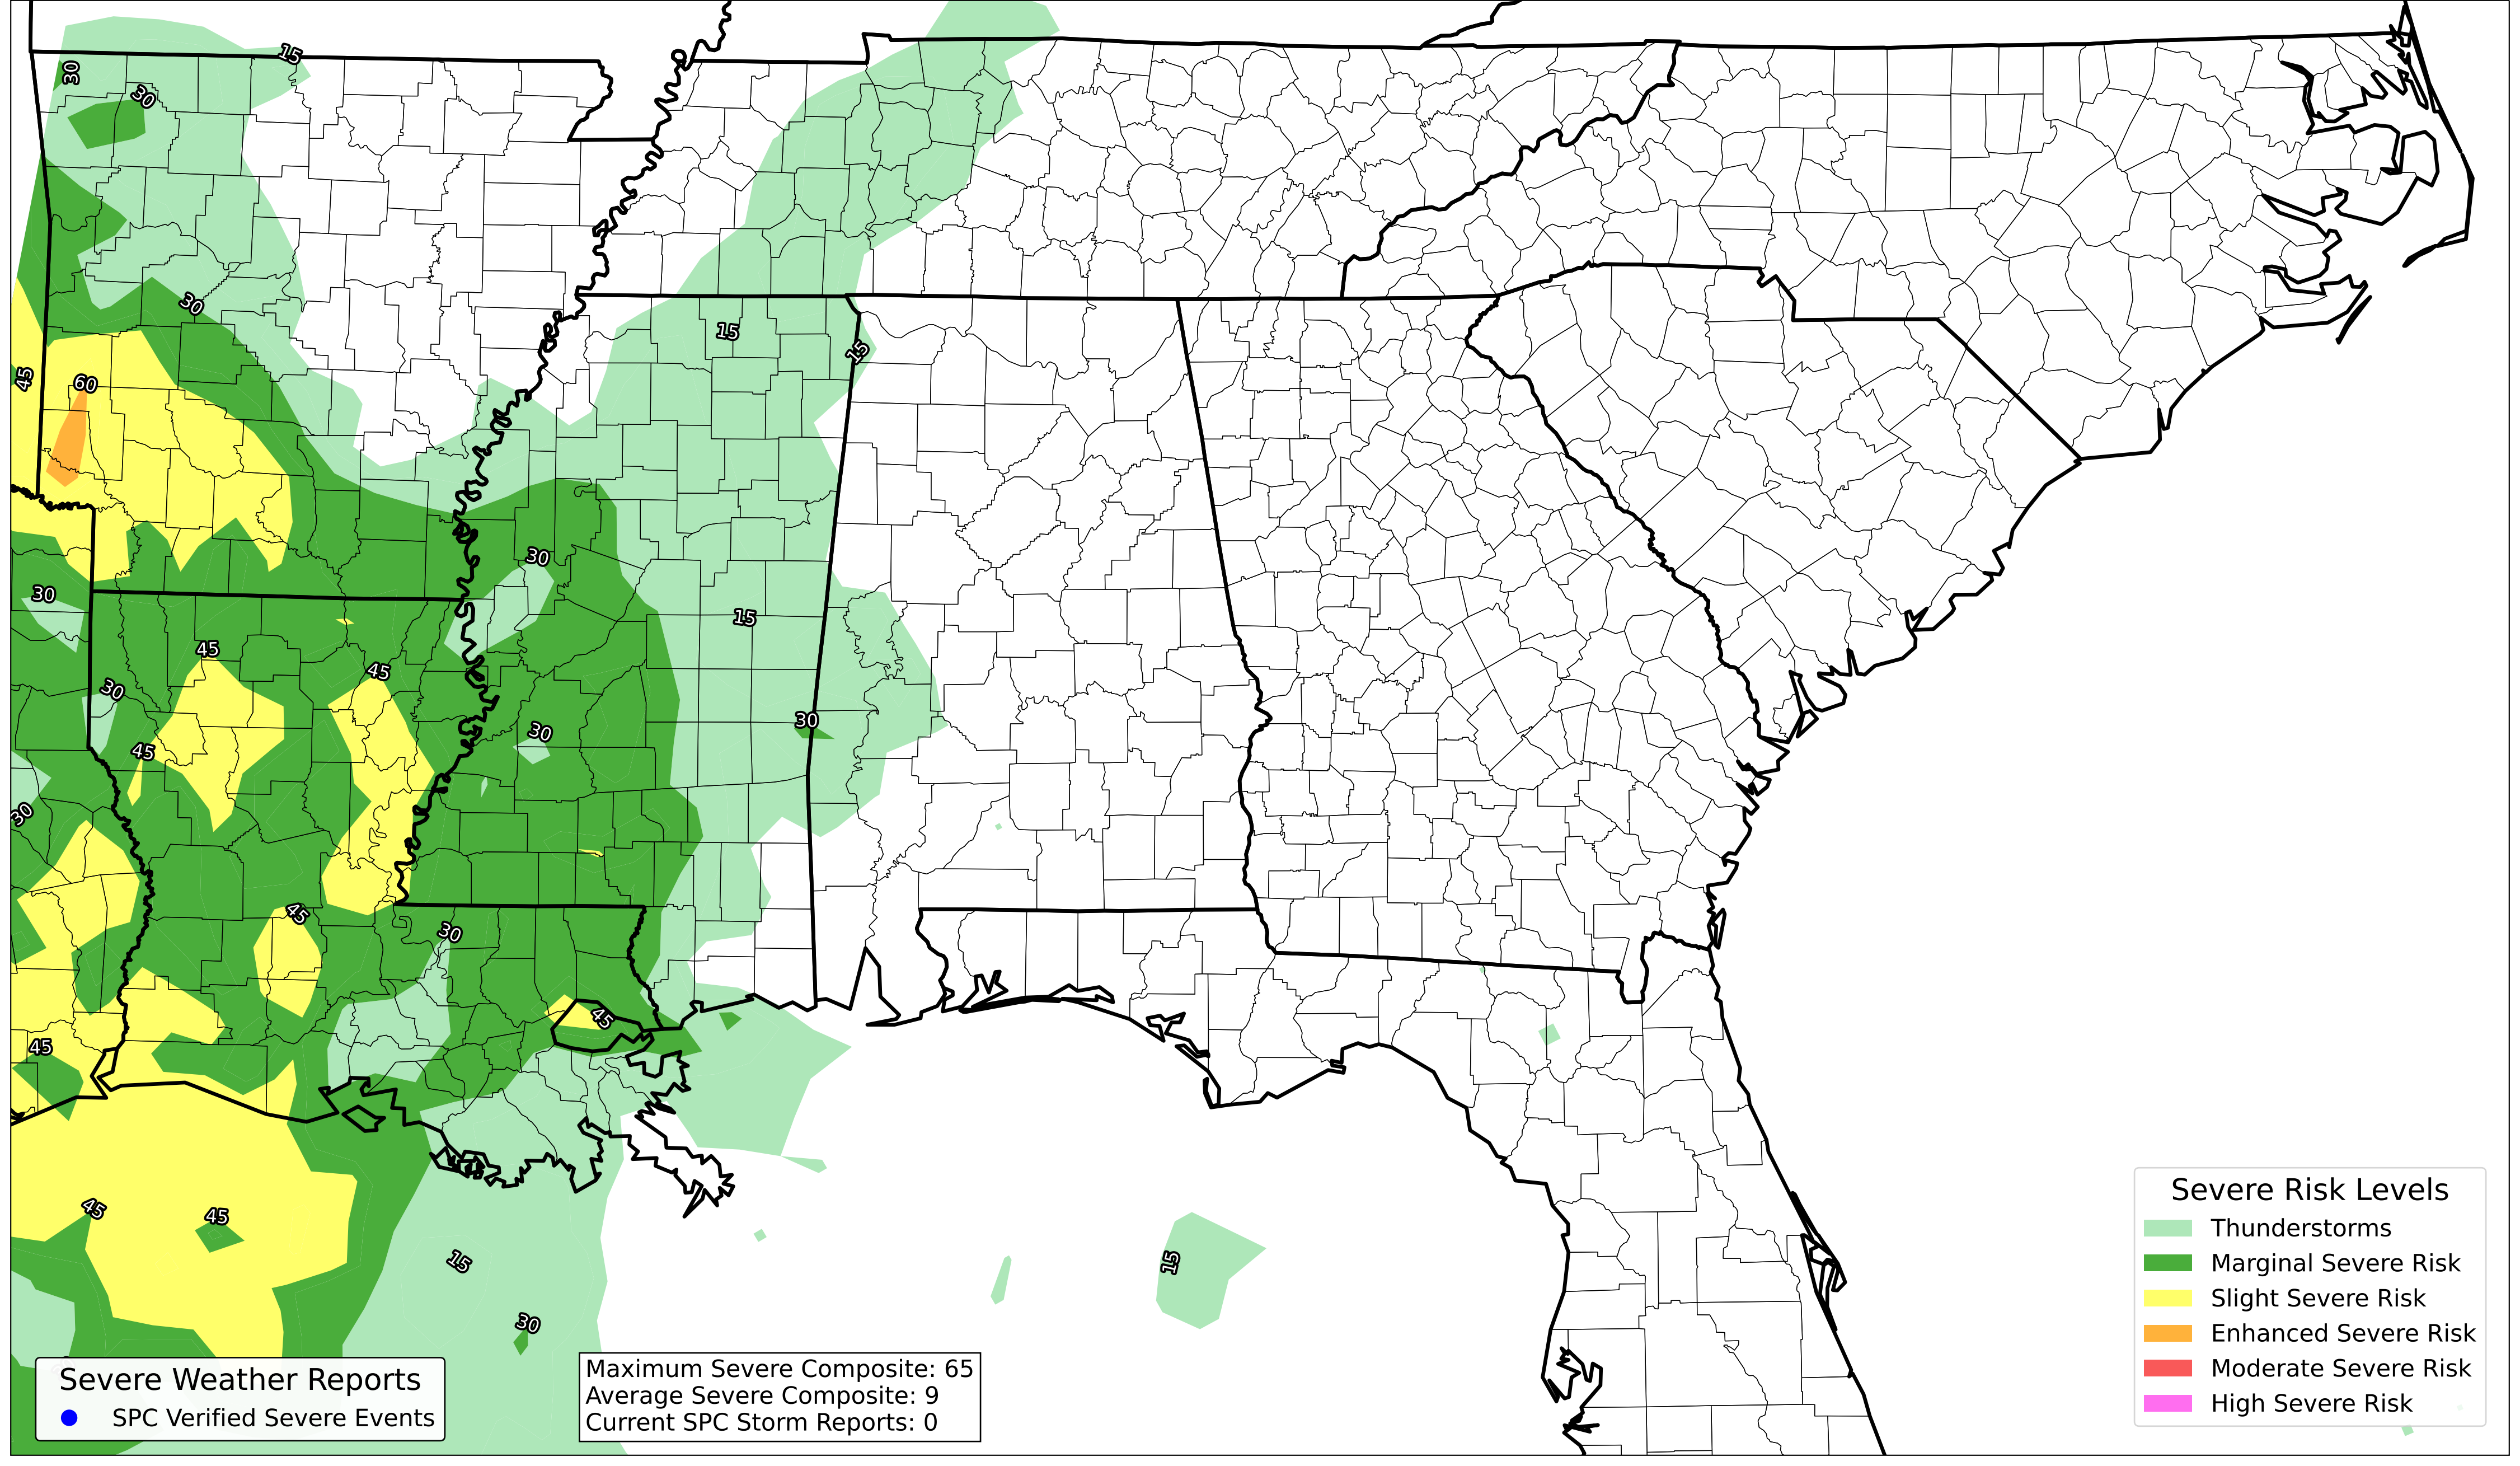 15
30
30
30
15
15
45
60
30
30
15
45
45
30
30
30
45
30
45
30
45
45
45
45
15
15
30
Severe Risk Levels
Thunderstorms
Marginal Severe Risk
Slight Severe Risk
Enhanced Severe Risk
Moderate Severe Risk
High Severe Risk
Severe Weather Reports
SPC Verified Severe Events
Maximum Severe Composite: 65
Average Severe Composite: 9
Current SPC Storm Reports: 0